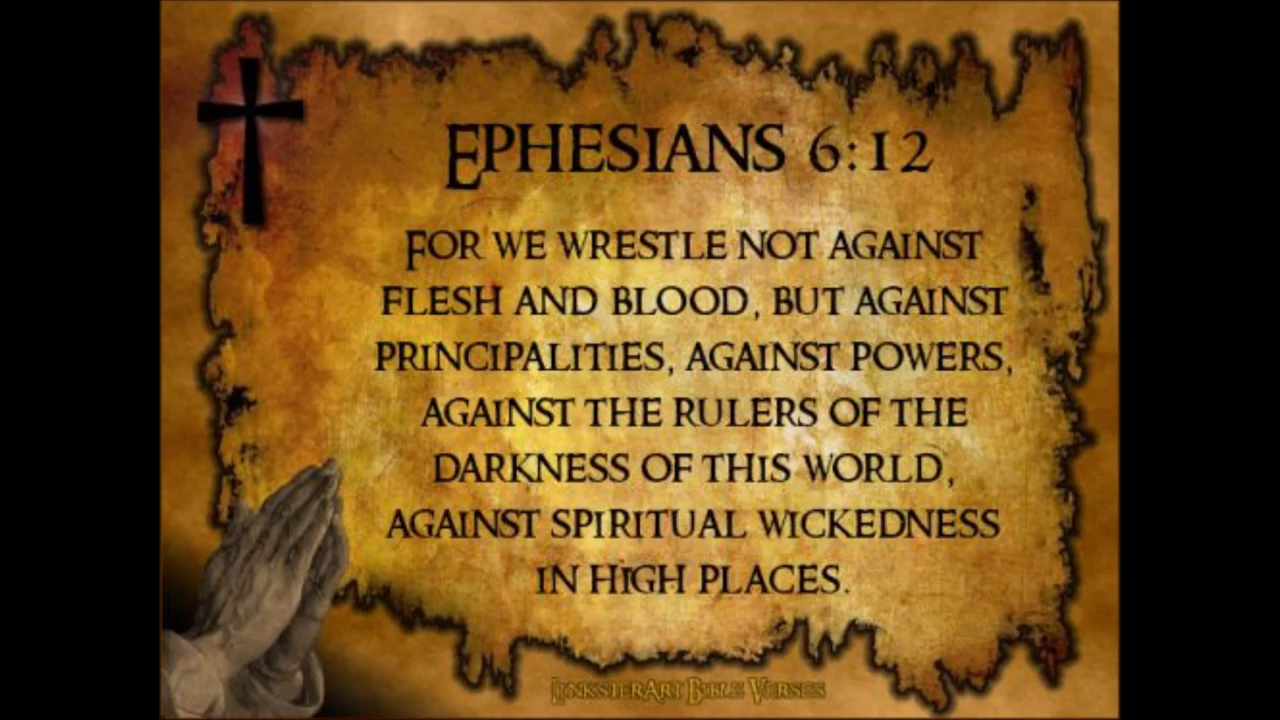 EPHESIANS 6:12
FOR WE WRESTLE NOT AGAINST
FLESH AND BLOOD, BUT AGAINST
PRINCIPALITIES, AGAINST POWERS,
AGAINST THE RULERS OF THE
DARKNESS OF THIS WORLD,
AGAINST SPIRITUAL WICKEDNESS
IN HIGH PLACES.
LINKSTERART BIBLE VERSES